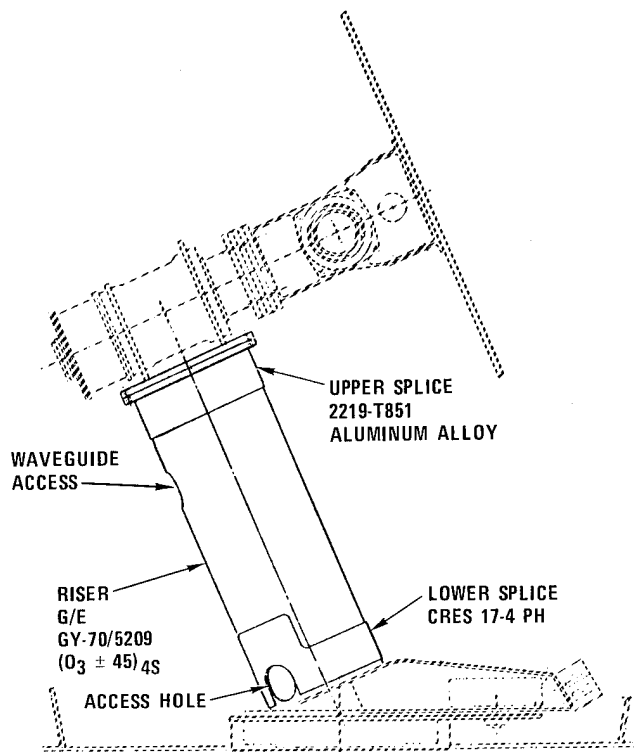 UPPER SPLICE
2219-T851
ALUMINUM ALLOY
WAVEGUIDE
ACCESS
RISER
G/E
GY-70/5209
(O3 ± 45) 4S
LOWER SPLICE
CRES 17-4 PH
ACCESS HOLE